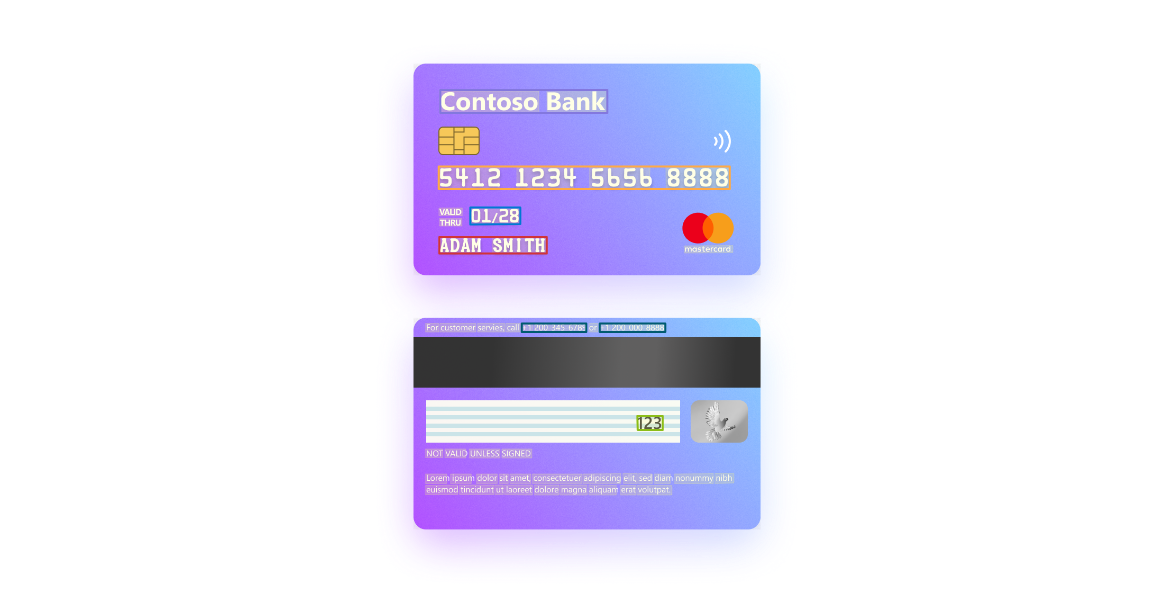 Contoso Bank
5412 1234 5656 8888
VALID
THRU
01/28
ADAM SMITH
mastercard.
For customer servies, call +1 200-345-678 or +1 200-000-8888
123
NOT VALID UNLESS SIGNED
Lorem ipsum dolor sit amet, consectetuer adipiscing elit, sed diam nonummy nibh
euismod tincidunt ut laoreet dolore magna aliquam erat volutpat.